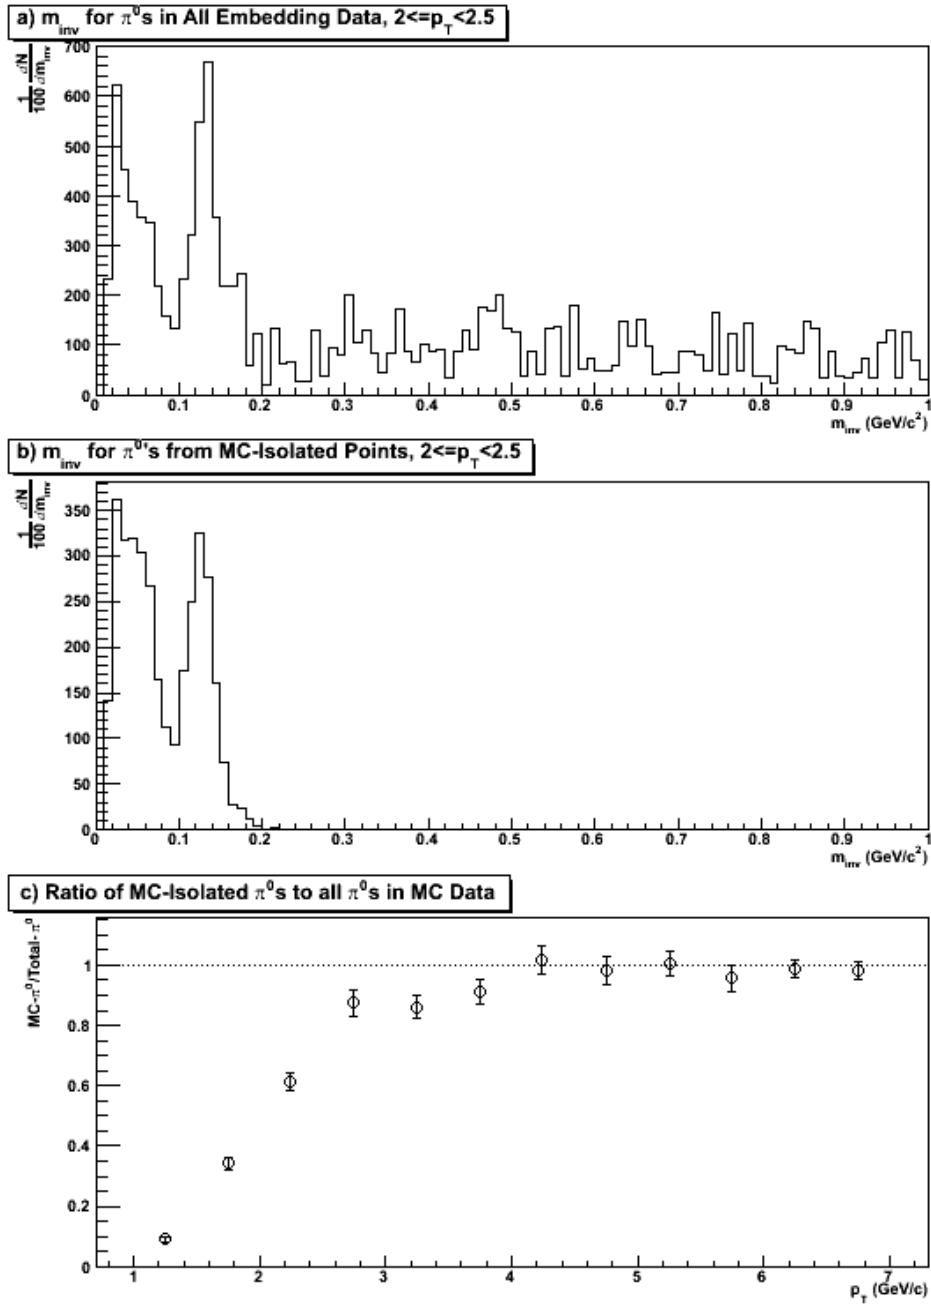 a) m_inv for π⁰s in All Embedding Data, 2<=p_T<2.5
1/100 dN/dm_inv
700
600
500
400
300
200
100
0
0 0.1 0.2 0.3 0.4 0.5 0.6 0.7 0.8 0.9 1
m_inv (GeV/c²)
b) m_inv for π⁰'s from MC-Isolated Points, 2<=p_T<2.5
1/100 dN/dm_inv
350
300
250
200
150
100
50
0
0 0.1 0.2 0.3 0.4 0.5 0.6 0.7 0.8 0.9 1
m_inv (GeV/c²)
c) Ratio of MC-Isolated π⁰s to all π⁰s in MC Data
MC-π⁰/Total-π⁰
1
0.8
0.6
0.4
0.2
0
1 2 3 4 5 6 7
p_T (GeV/c)